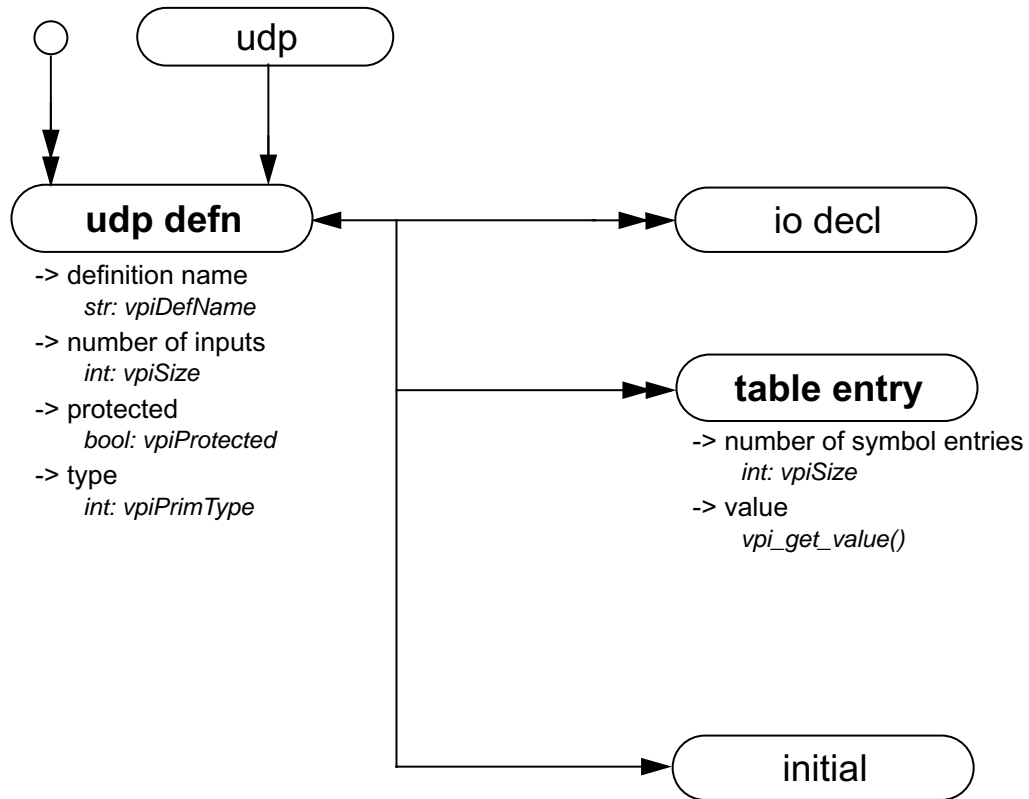 udp
udp defn
-> definition name
str: vpiDefName
-> number of inputs
int: vpiSize
-> protected
bool: vpiProtected
-> type
int: vpiPrimType
io decl
table entry
-> number of symbol entries
int: vpiSize
-> value
vpi_get_value()
initial